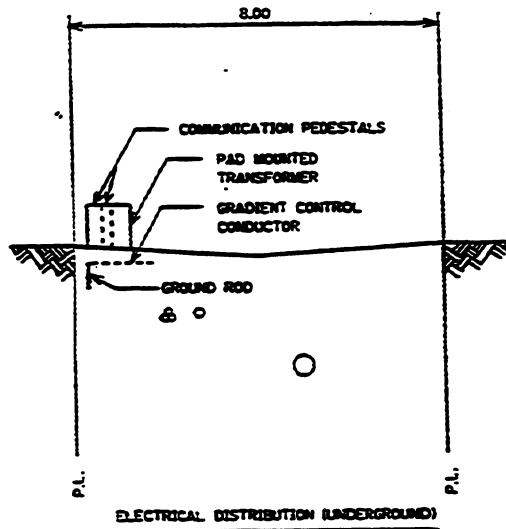 8.00
COMMUNICATION PEDESTALS
PAD MOUNTED
TRANSFORMER
GRADIENT CONTROL
CONDUCTOR
GROUND ROD
P.L.
P.L.
ELECTRICAL DISTRIBUTION (UNDERGROUND)